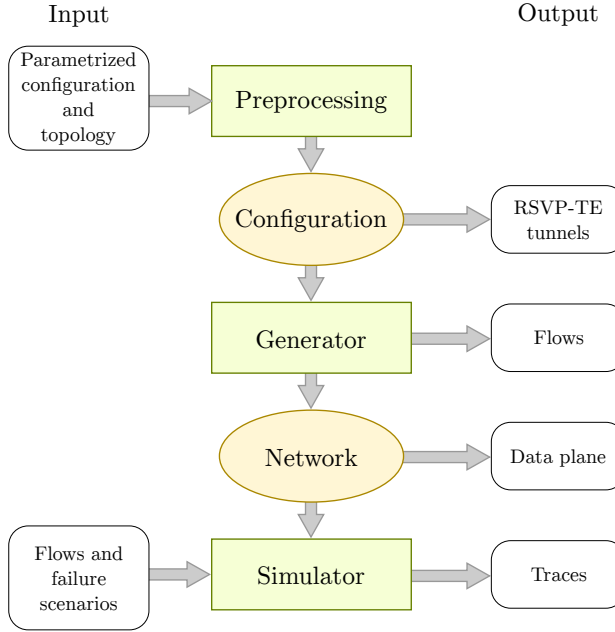 Input
Output
Parametrized
configuration
and
topology
Preprocessing
Configuration
RSVP-TE
tunnels
Generator
Flows
Network
Data plane
Flows and
failure
scenarios
Simulator
Traces